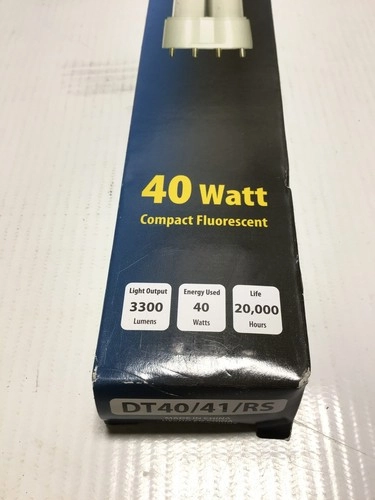 40 Watt
Compact Fluorescent
Light Output
3300
Lumens
Energy Used
40
Watts
Life
20,000
Hours
DT40/41/RS